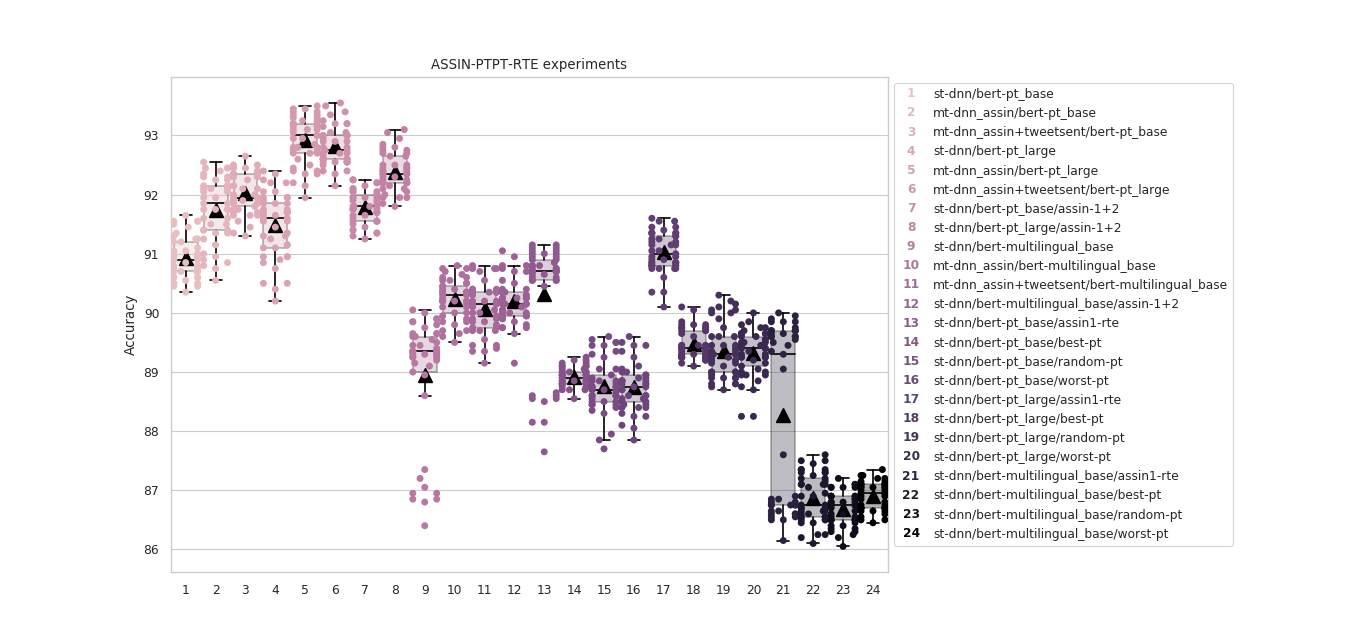 ASSIN-PTPT-RTE experiments
Accuracy
93
92
91
90
89
88
87
86
1 2 3 4 5 6 7 8 9 10 11 12 13 14 15 16 17 18 19 20 21 22 23 24
1 st-dnn/bert-pt_base
2 mt-dnn_assin/bert-pt_base
3 mt-dnn_assin+tweetsent/bert-pt_base
4 st-dnn/bert-pt_large
5 mt-dnn_assin/bert-pt_large
6 mt-dnn_assin+tweetsent/bert-pt_large
7 st-dnn/bert-pt_base/assin-1+2
8 st-dnn/bert-pt_large/assin-1+2
9 st-dnn/bert-multilingual_base
10 mt-dnn_assin/bert-multilingual_base
11 mt-dnn_assin+tweetsent/bert-multilingual_base
12 st-dnn/bert-multilingual_base/assin-1+2
13 st-dnn/bert-pt_base/assin1-rte
14 st-dnn/bert-pt_base/best-pt
15 st-dnn/bert-pt_base/random-pt
16 st-dnn/bert-pt_base/worst-pt
17 st-dnn/bert-pt_large/assin1-rte
18 st-dnn/bert-pt_large/best-pt
19 st-dnn/bert-pt_large/random-pt
20 st-dnn/bert-pt_large/worst-pt
21 st-dnn/bert-multilingual_base/assin1-rte
22 st-dnn/bert-multilingual_base/best-pt
23 st-dnn/bert-multilingual_base/random-pt
24 st-dnn/bert-multilingual_base/worst-pt